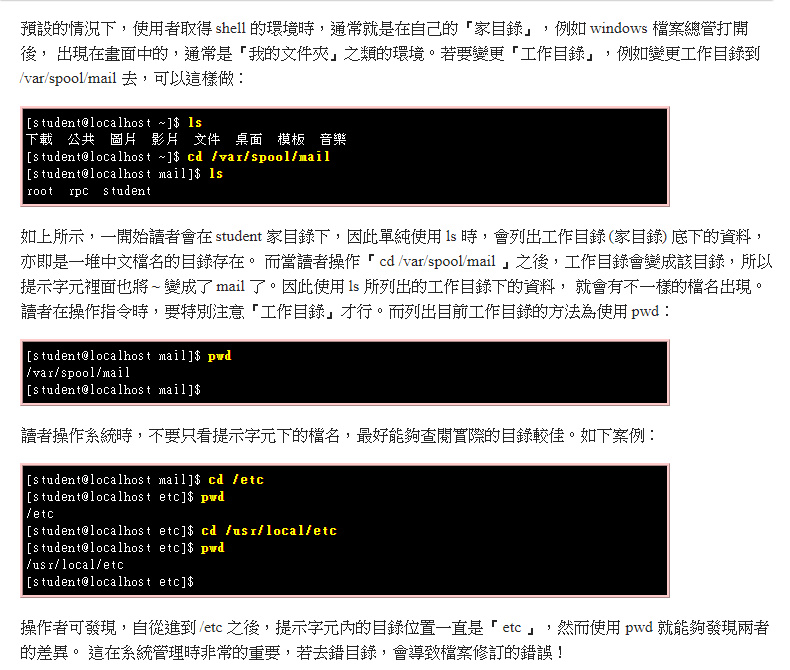 預設的情況下，使用者取得 shell 的環境時，通常就是在自己的『家目錄』，例如 windows 檔案總管打開
後， 出現在畫面中的，通常是『我的文件夾』之類的環境。若要變更『工作目錄』，例如變更工作目錄到
/var/spool/mail 去，可以這樣做：
[student@localhost ~]$ ls
下載 公共 圖片 影片 文件 桌面 模板 音樂
[student@localhost ~]$ cd /var/spool/mail
[student@localhost mail]$ ls
root rpc student
如上所示，一開始讀者會在 student 家目錄下，因此單純使用 ls 時，會列出工作目錄 (家目錄) 底下的資料，
亦即是一堆中文檔名的目錄存在。 而當讀者操作『 cd /var/spool/mail 』之後，工作目錄會變成該目錄，所以
提示字元裡面也將 ~ 變成了 mail 了。因此使用 ls 所列出的工作目錄下的資料， 就會有不一樣的檔名出現。
讀者在操作指令時，要特別注意『工作目錄』才行。而列出目前工作目錄的方法為使用 pwd：
[student@localhost mail]$ pwd
/var/spool/mail
[student@localhost mail]$
讀者操作系統時，不要只看提示字元下的檔名，最好能夠查閱實際的目錄較佳。如下案例：
[student@localhost mail]$ cd /etc
[student@localhost etc]$ pwd
/etc
[student@localhost etc]$ cd /usr/local/etc
[student@localhost etc]$ pwd
/usr/local/etc
[student@localhost etc]$
操作者可發現，自從進到 /etc 之後，提示字元內的目錄位置一直是『 etc 』，然而使用 pwd 就能夠發現兩者
的差異。 這在系統管理時非常的重要，若去錯目錄，會導致檔案修訂的錯誤！